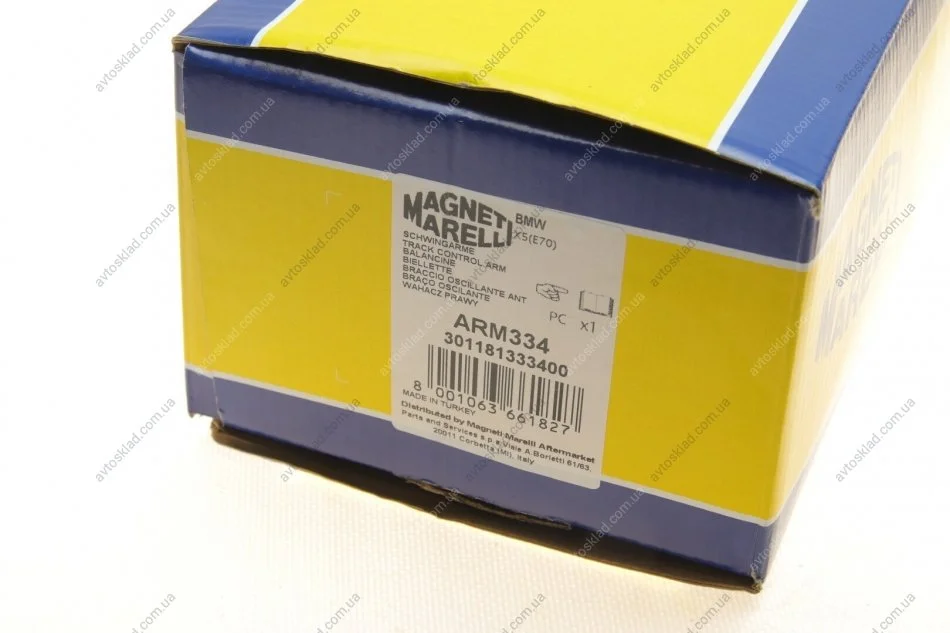 MAGNETI
MARELLI
BMW
X5(E70)
SCHWINGARME
TRACK CONTROL ARM
BALANCINE
BIELLETTE
BRACCIO OSCILLANTE ANT
BRAÇO OSCILANTE
WAHACZ PRAWY
PC x1
ARM334
301181333400
8 001063 661827
MADE IN TURKEY
Distributed by Magneti Marelli Aftermarket
Parts and Services s.p.a Viale A Borletti 61/63,
20011 Corbetta (MI), Italy
avtosklad.com.ua